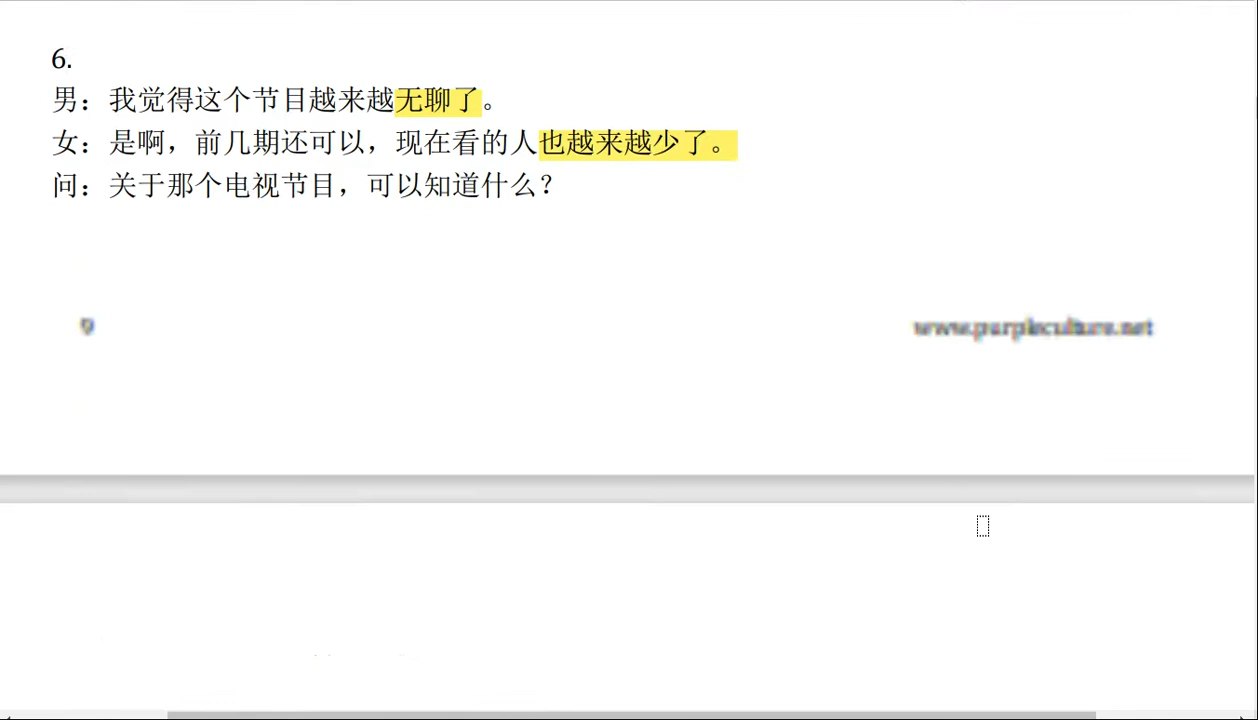 6.
男：我觉得这个节目越来越无聊了。
女：是啊，前几期还可以，现在看的人也越来越少了。
问：关于那个电视节目，可以知道什么？
9
www.purpleculture.net